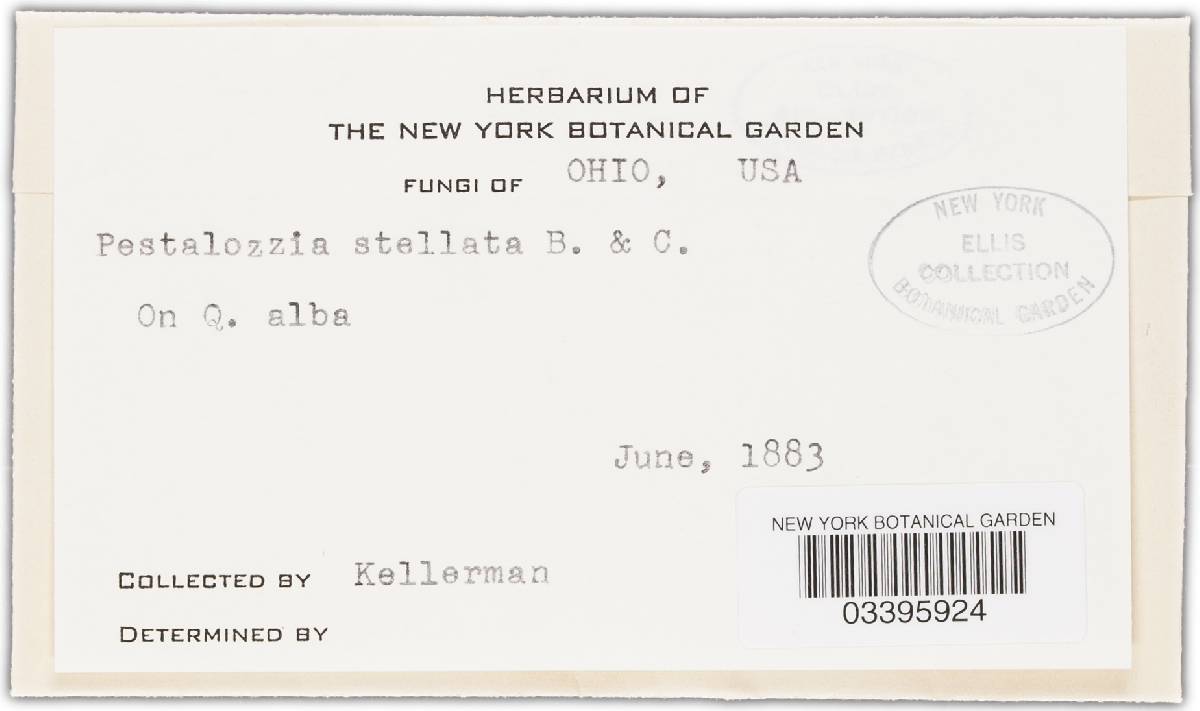 HERBARIUM OF
THE NEW YORK BOTANICAL GARDEN
FUNGI OF OHIO, USA
Pestalozzia stellata B. & C.
On Q. alba
NEW YORK
ELLIS
COLLECTION
BOTANICAL GARDEN
June, 1883
NEW YORK BOTANICAL GARDEN
03395924
COLLECTED BY Kellerman
DETERMINED BY